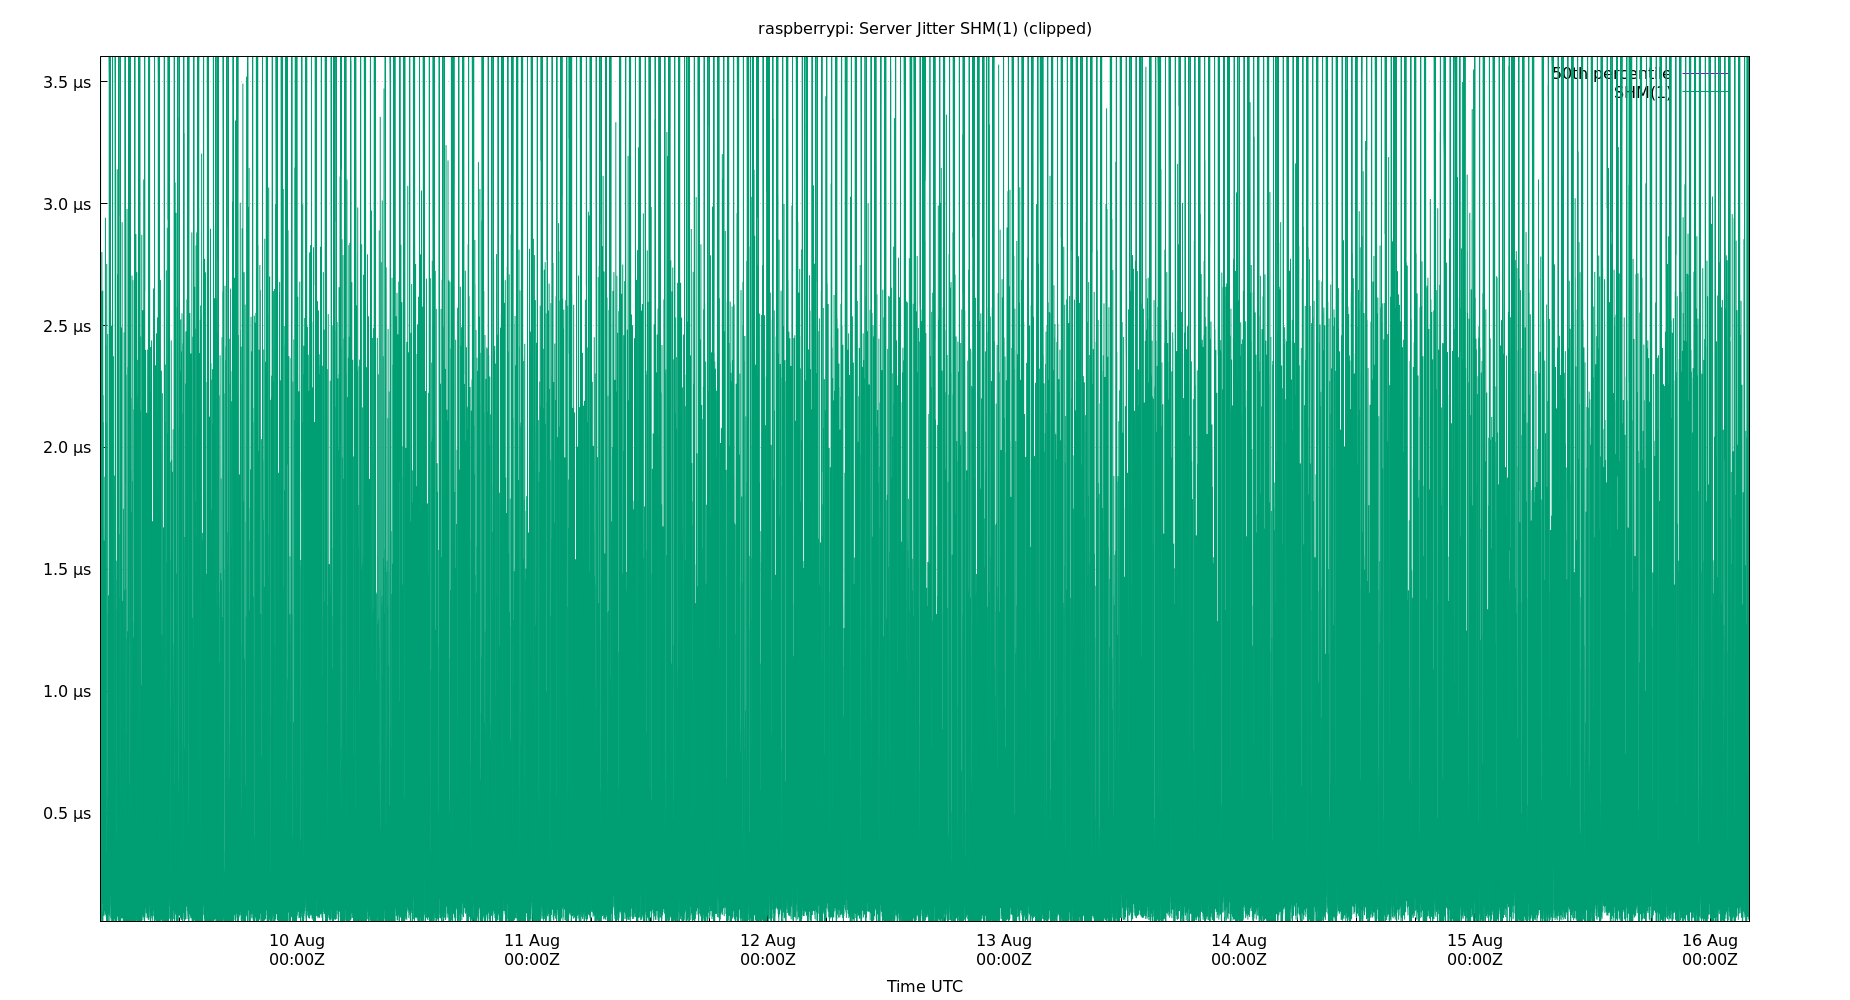 raspberrypi: Server Jitter SHM(1) (clipped)
50th percentile
SHM(1)
3.5 µs
3.0 µs
2.5 µs
2.0 µs
1.5 µs
1.0 µs
0.5 µs
10 Aug 00:00Z
11 Aug 00:00Z
12 Aug 00:00Z
13 Aug 00:00Z
14 Aug 00:00Z
15 Aug 00:00Z
16 Aug 00:00Z
Time UTC